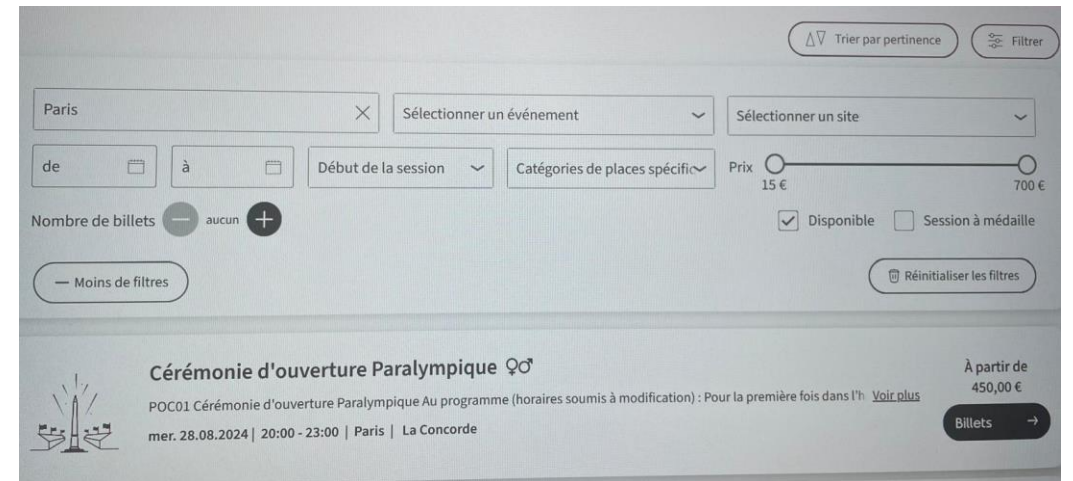 Trier par pertinence
Filtrer
Paris
Sélectionner un événement
Sélectionner un site
de
à
Début de la session
Catégories de places spécific
Prix
15 €
700 €
Nombre de billets
aucun
Disponible
Session à médaille
Moins de filtres
Réinitialiser les filtres
Cérémonie d'ouverture Paralympique
À partir de
450,00 €
POC01 Cérémonie d'ouverture Paralympique Au programme (horaires soumis à modification) : Pour la première fois dans l'h Voir plus
mer. 28.08.2024 | 20:00 - 23:00 | Paris | La Concorde
Billets